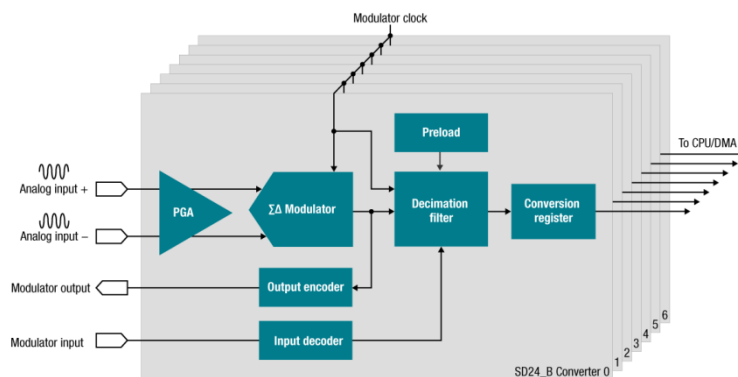 Modulator clock
Preload
To CPU/DMA
Analog input +
PGA
ΣΔ Modulator
Decimation
filter
Conversion
register
Analog input –
Modulator output
Output encoder
Modulator input
Input decoder
SD24_B Converter 0
1
2
3
4
5
6